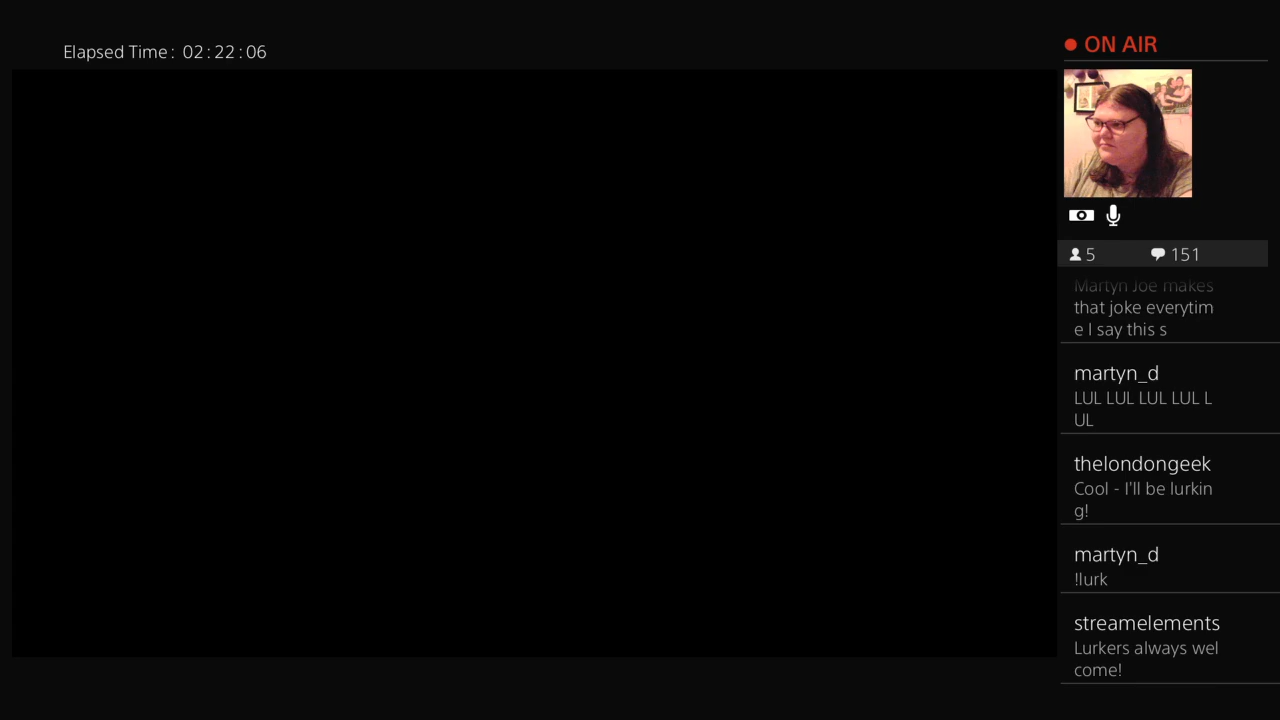 Elapsed Time: 02:22:06
ON AIR
5 151
Martyn Joe makes
that joke everytim
e I say this s
martyn_d
LUL LUL LUL LUL L
UL
thelondongeek
Cool - I'll be lurkin
g!
martyn_d
!lurk
streamelements
Lurkers always wel
come!